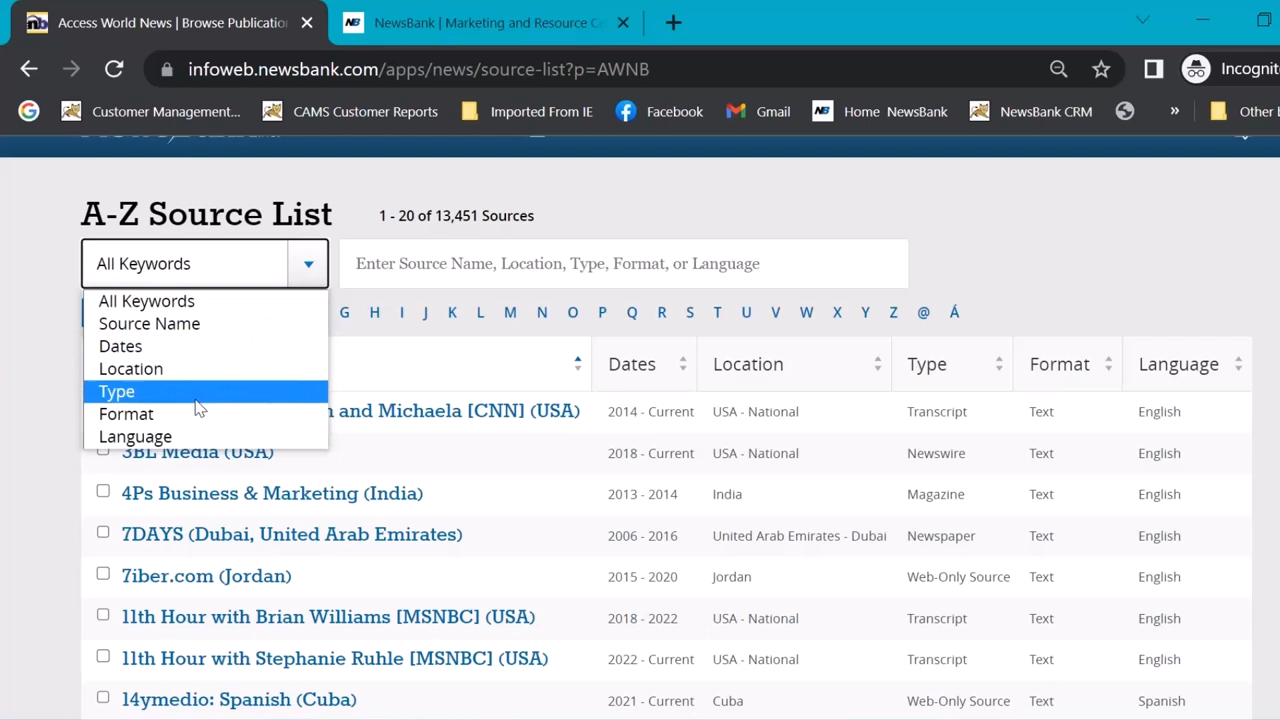 Access World News | Browse Publicatio
NewsBank | Marketing and Resource Ce
infoweb.newsbank.com/apps/news/source-list?p=AWNB
Incognit
Customer Management...
CAMS Customer Reports
Imported From IE
Facebook
Gmail
Home NewsBank
NewsBank CRM
»
Other
A-Z Source List
1 - 20 of 13,451 Sources
All Keywords
Enter Source Name, Location, Type, Format, or Language
All Keywords
Source Name
Dates
Location
Type
Format
Language
G H I J K L M N O P Q R S T U V W X Y Z @ Á
Dates Location Type Format Language
and Michaela [CNN] (USA) 2014 - Current USA - National Transcript Text English
3BL Media (USA) 2018 - Current USA - National Newswire Text English
4Ps Business & Marketing (India) 2013 - 2014 India Magazine Text English
7DAYS (Dubai, United Arab Emirates) 2006 - 2016 United Arab Emirates - Dubai Newspaper Text English
7iber.com (Jordan) 2015 - 2020 Jordan Web-Only Source Text English
11th Hour with Brian Williams [MSNBC] (USA) 2018 - 2022 USA - National Transcript Text English
11th Hour with Stephanie Ruhle [MSNBC] (USA) 2022 - Current USA - National Transcript Text English
14ymedio: Spanish (Cuba) 2021 - Current Cuba Web-Only Source Text Spanish